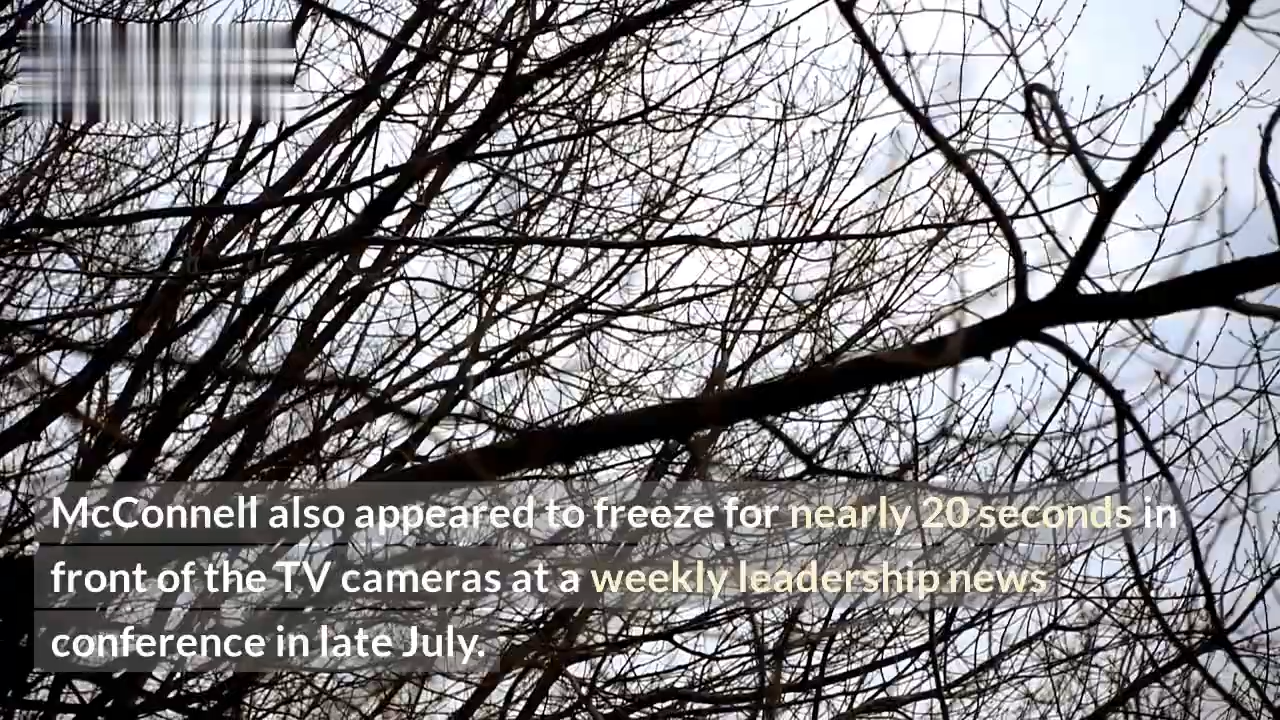 McConnell also appeared to freeze for nearly 20 seconds in
front of the TV cameras at a weekly leadership news
conference in late July.